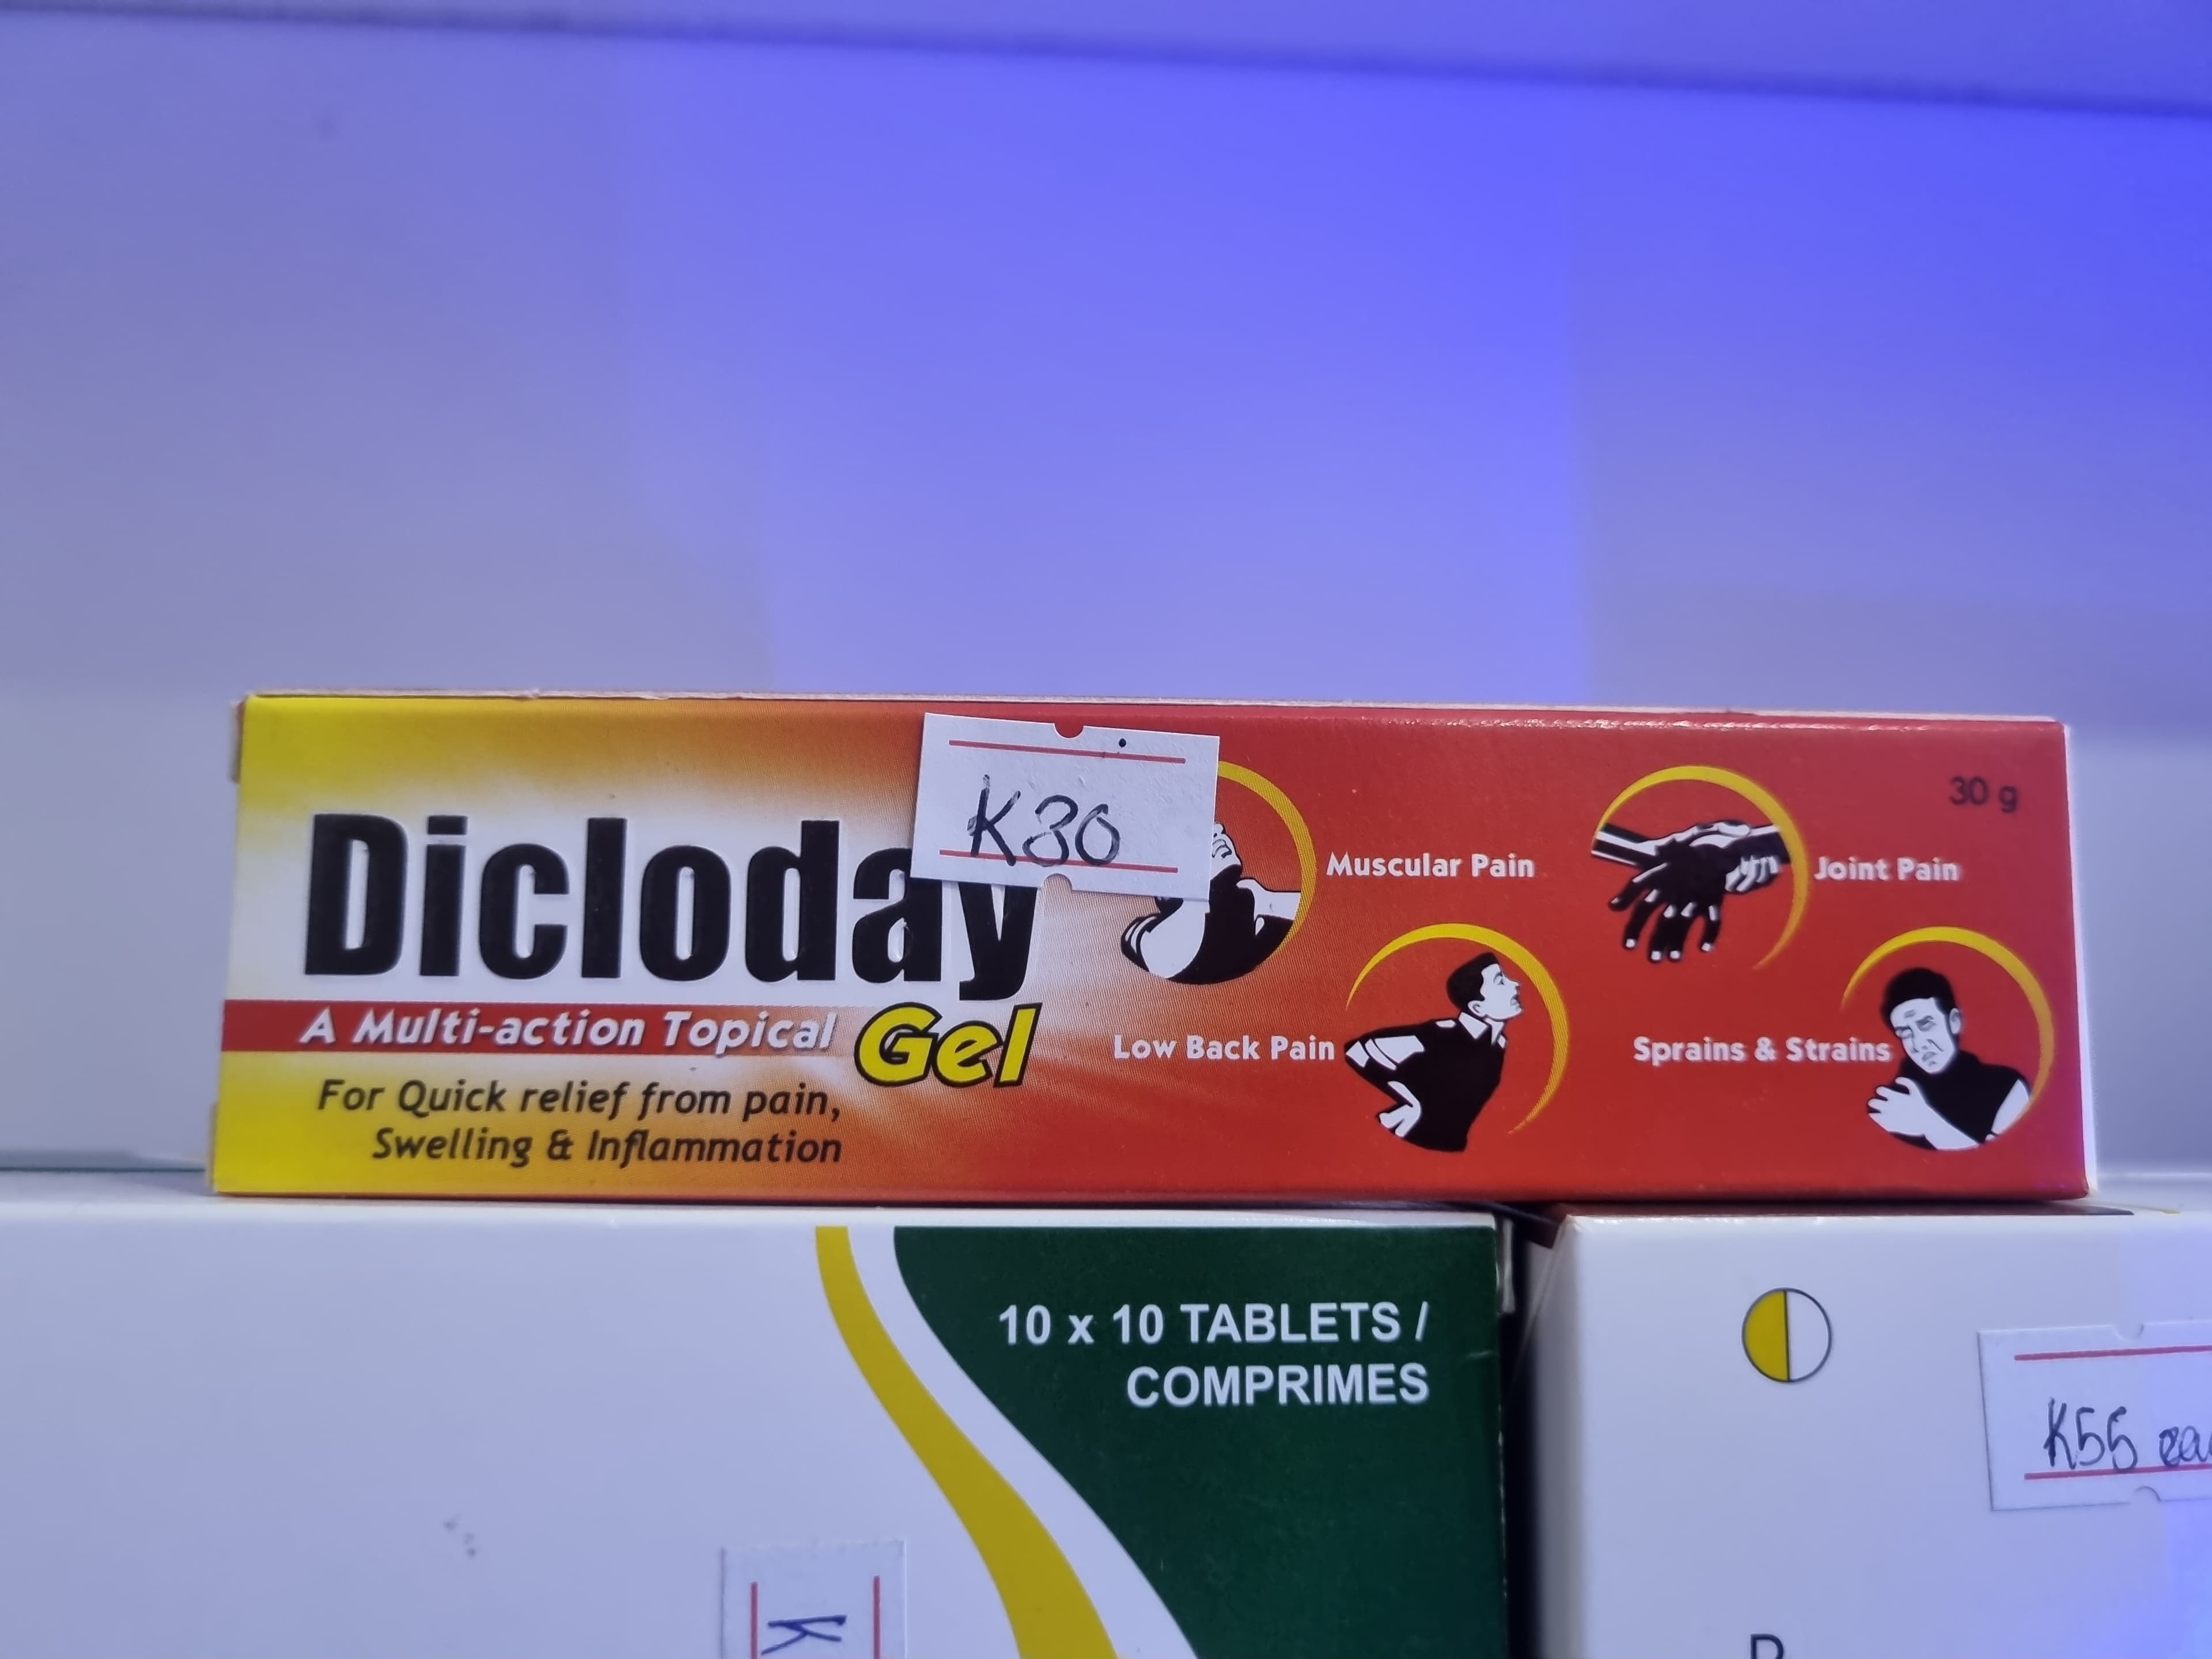 K30
Dicloday
A Multi-action Topical Gel
For Quick relief from pain,
Swelling & Inflammation
Muscular Pain
Joint Pain
30 g
Low Back Pain
Sprains & Strains
10 x 10 TABLETS /
COMPRIMES
K55
K